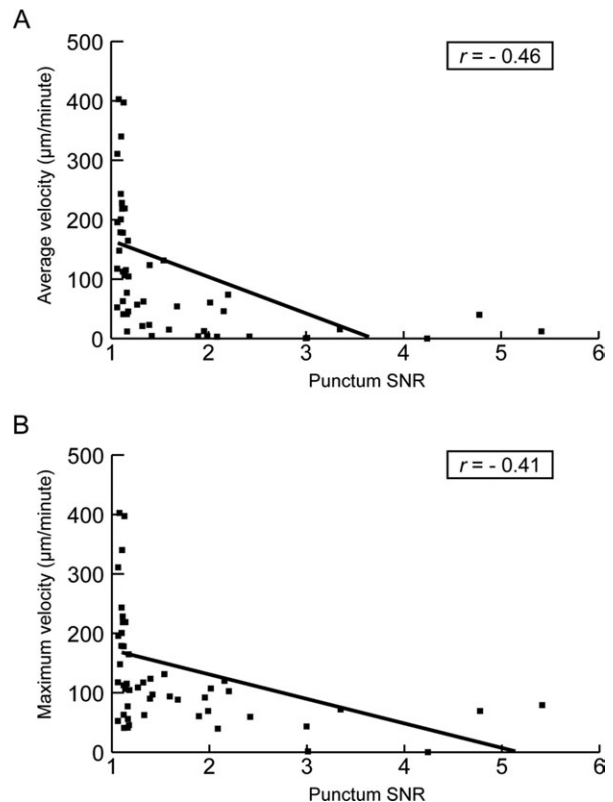 A
r = - 0.46
Average velocity (µm/minute)
500
400
300
200
100
0
1 2 3 4 5 6
Punctum SNR
B
r = - 0.41
Maximum velocity (µm/minute)
500
400
300
200
100
0
1 2 3 4 5 6
Punctum SNR